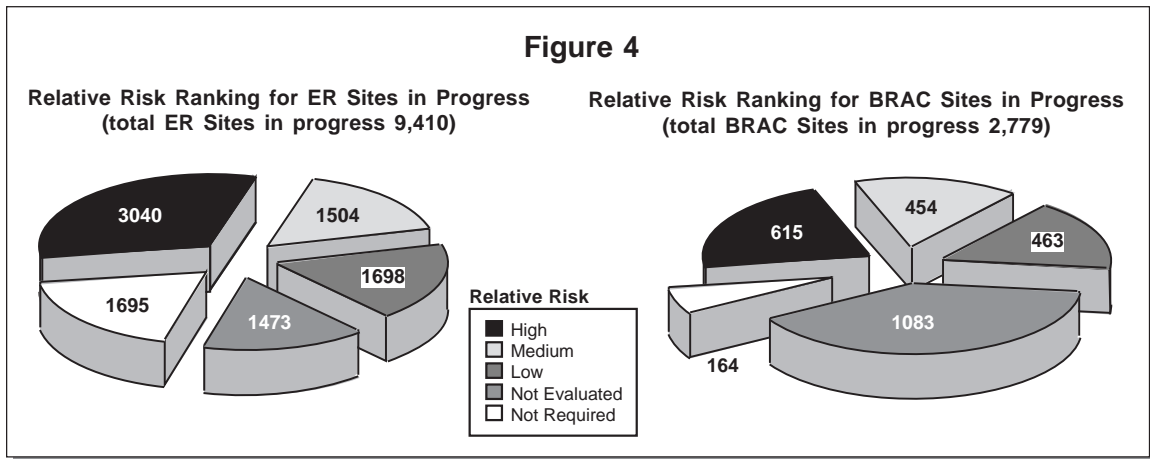 Figure 4
Relative Risk Ranking for ER Sites in Progress
(total ER Sites in progress 9,410)
3040
1504
1698
1695
1473
Relative Risk Ranking for BRAC Sites in Progress
(total BRAC Sites in progress 2,779)
615
454
463
1083
164
Relative Risk
High
Medium
Low
Not Evaluated
Not Required